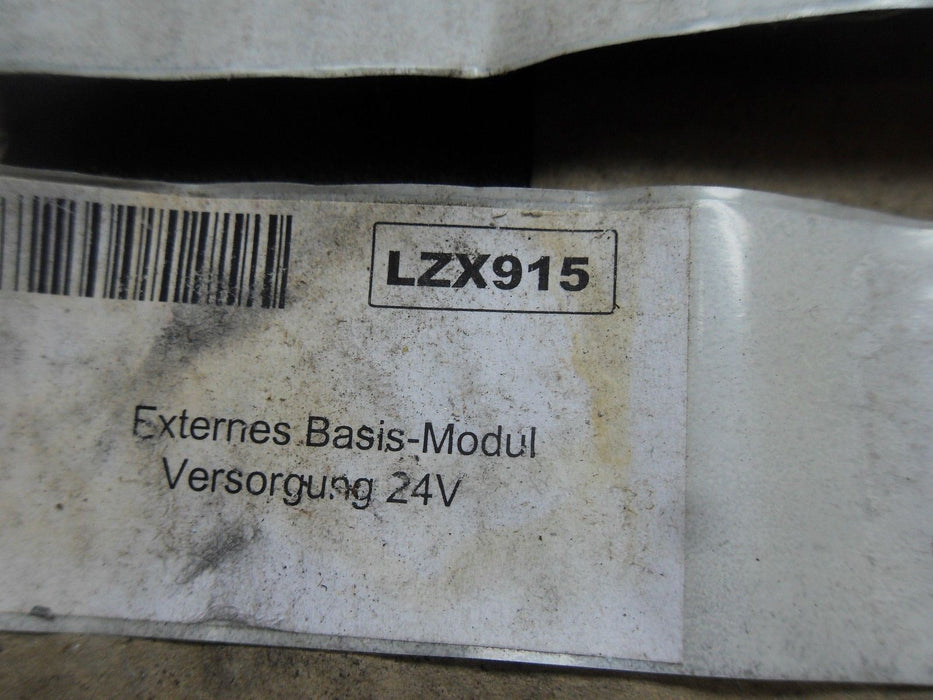 LZX915
Externes Basis-Modul
Versorgung 24V